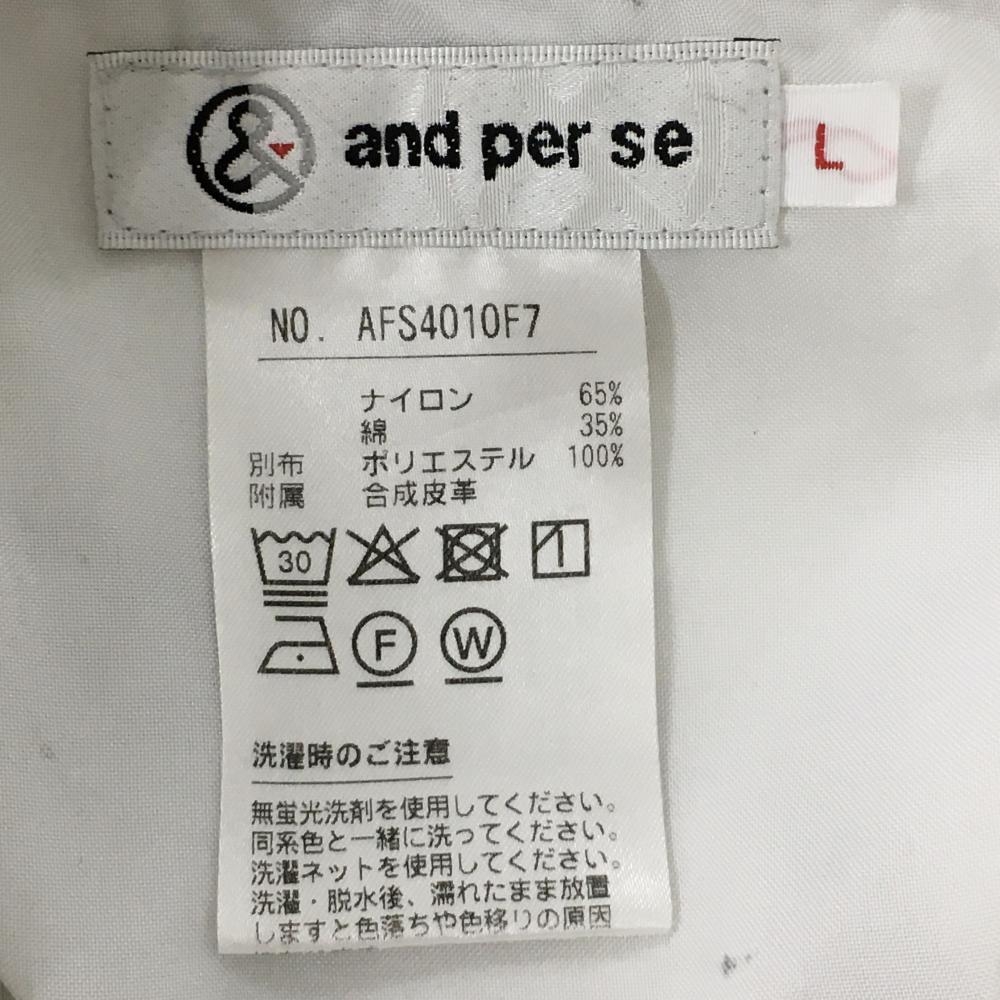 and per se
L
NO. AFS4010F7
ナイロン 65%
綿 35%
別布 ポリエステル 100%
附属 合成皮革
30
F W
洗濯時のご注意
無蛍光洗剤を使用してください。
同系色と一緒に洗ってください。
洗濯ネットを使用してください。
洗濯・脱水後、濡れたまま放置
しますと色落ちや色移りの原因